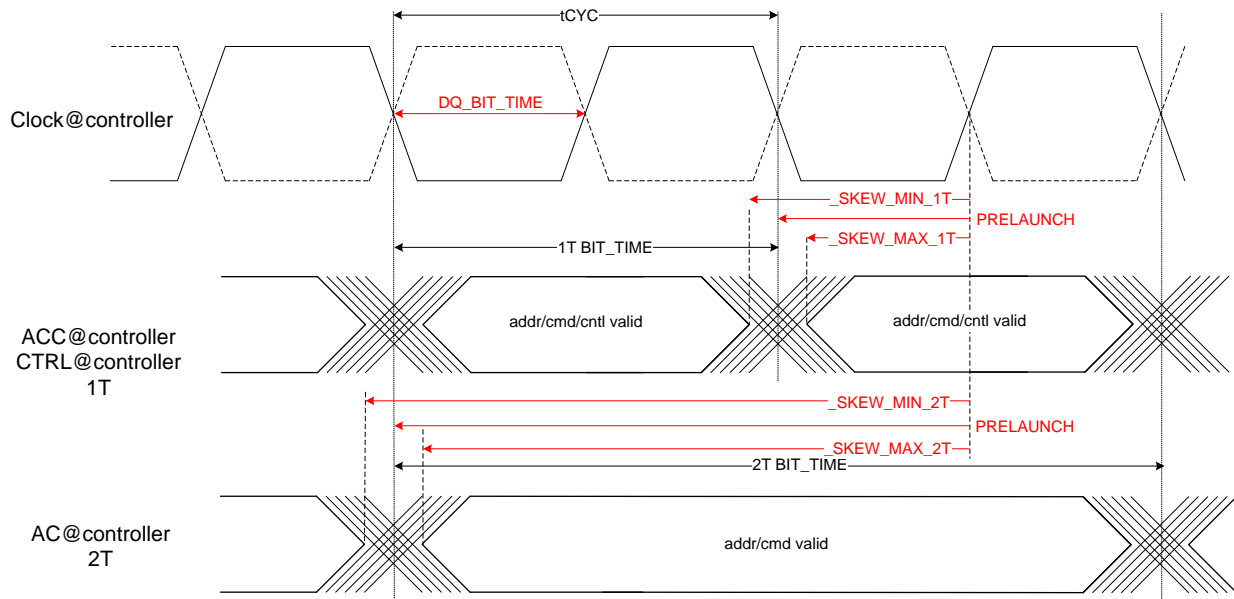 tCYC
DQ_BIT_TIME
Clock@controller
_SKEW_MIN_1T
PRELAUNCH
_SKEW_MAX_1T
1T BIT_TIME
addr/cmd/cntl valid
addr/cmd/cntl valid
ACC@controller
CTRL@controller
1T
_SKEW_MIN_2T
PRELAUNCH
_SKEW_MAX_2T
2T BIT_TIME
AC@controller
2T
addr/cmd valid